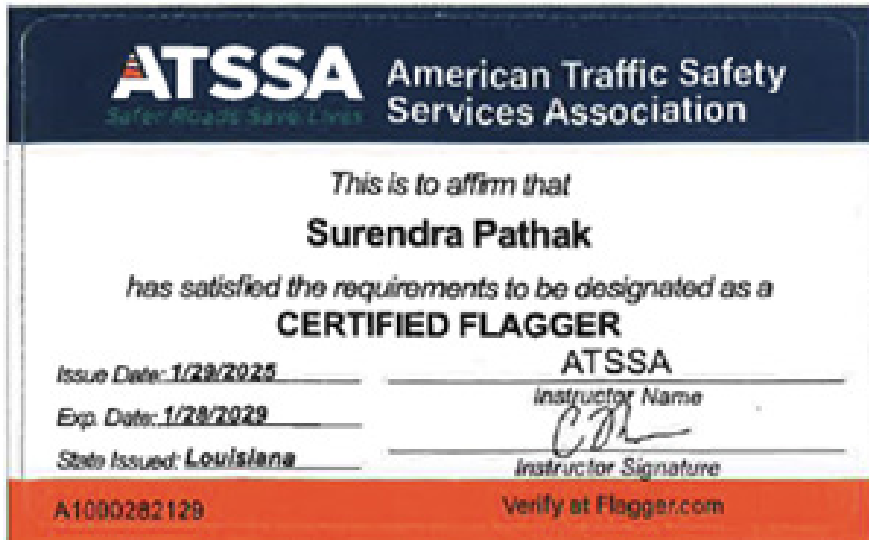 ATSSA
Safer Roads Save Lives
American Traffic Safety
Services Association
This is to affirm that
Surendra Pathak
has satisfied the requirements to be designated as a
CERTIFIED FLAGGER
Issue Date: 1/29/2025
ATSSA
Instructor Name
Exp. Date: 1/28/2029
State Issued: Louisiana
Instructor Signature
A1000282129
Verify at Flagger.com